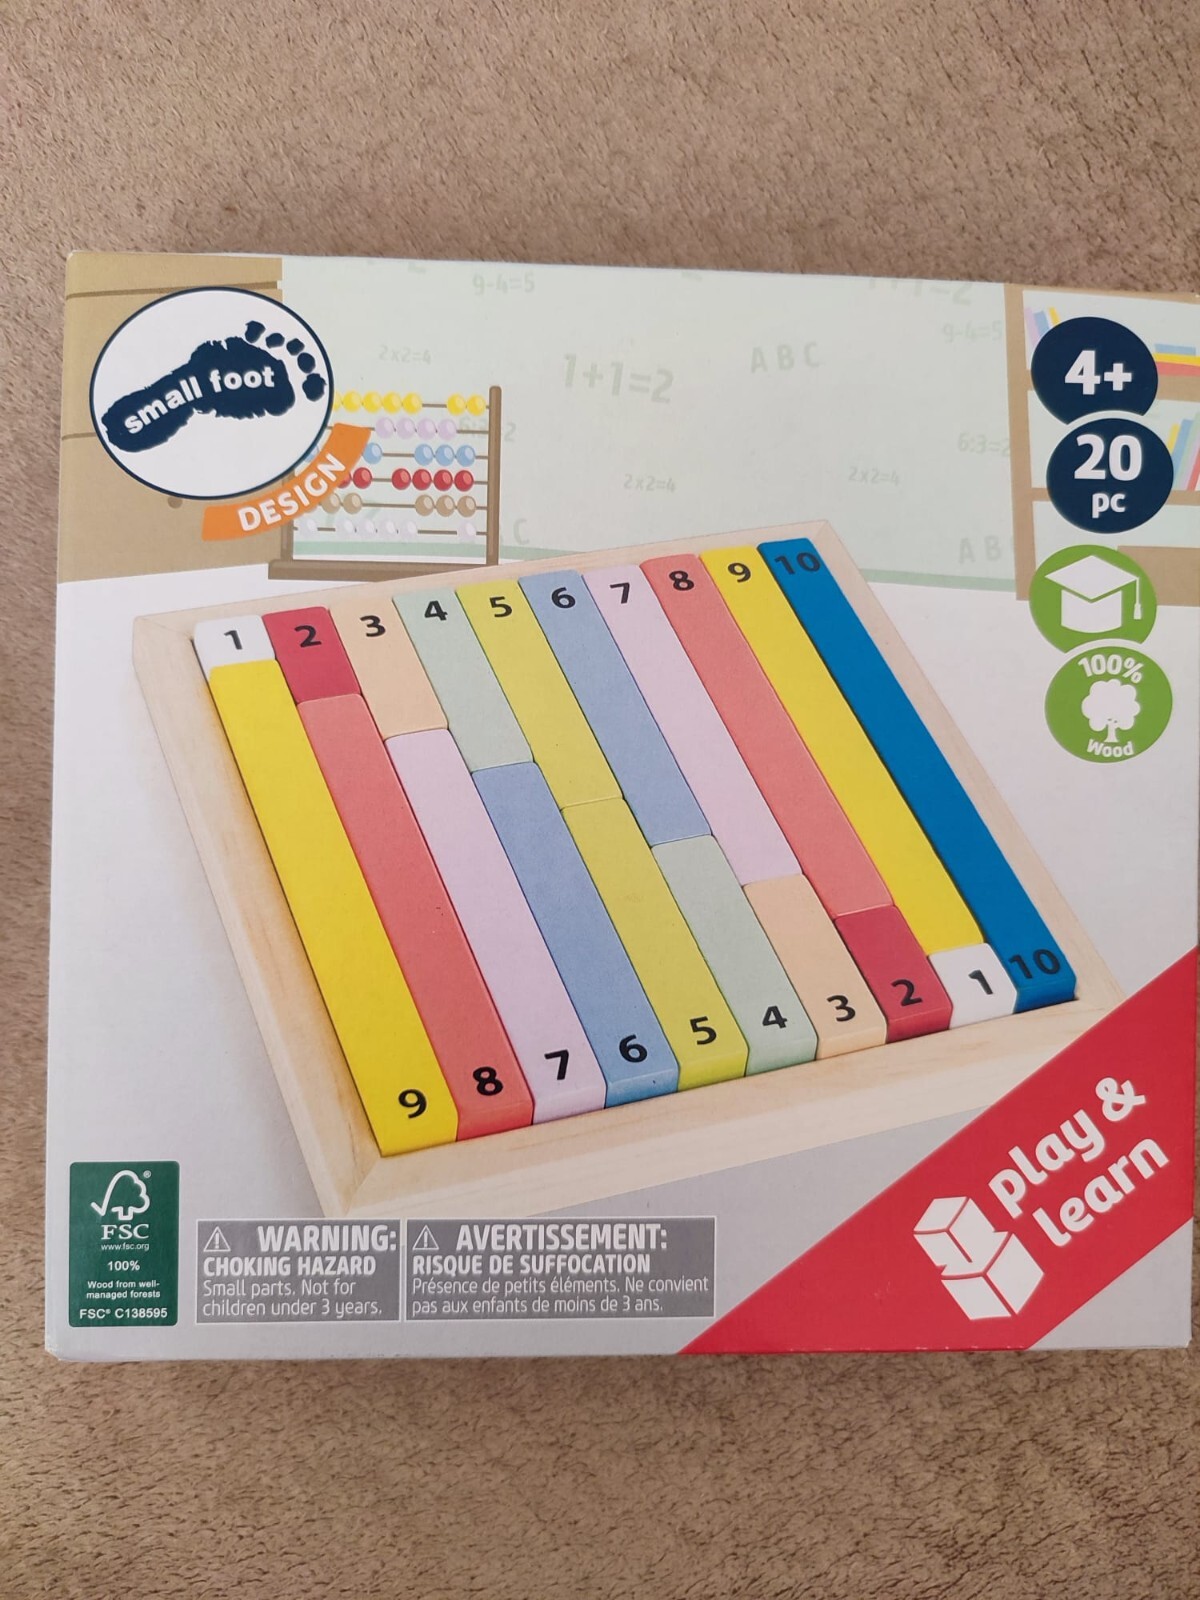 9-4=5
1+1=2
2x2=4
1+1=2
A B C
9-4=5
2x2=4
2x2=4
small foot
DESIGN
4+
20
pc
100%
Wood
1 2 3 4 5 6 7 8 9 10
9 8 7 6 5 4 3 2 1 10
play &
learn
FSC
www.fsc.org
100%
Wood from well-
managed forests
FSC® C138595
WARNING:
CHOKING HAZARD
Small parts. Not for
children under 3 years.
AVERTISSEMENT:
RISQUE DE SUFFOCATION
Présence de petits éléments. Ne convient
pas aux enfants de moins de 3 ans.